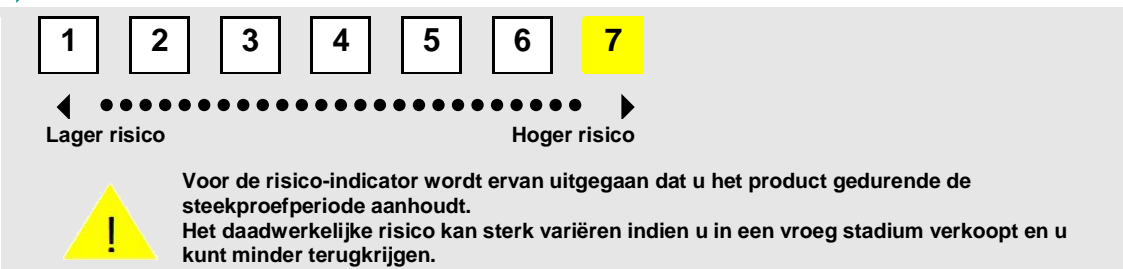 1 2 3 4 5 6 7
Lager risico Hoger risico
Voor de risico-indicator wordt ervan uitgegaan dat u het product gedurende de
steekproefperiode aanhoudt.
Het daadwerkelijke risico kan sterk variëren indien u in een vroeg stadium verkoopt en u
kunt minder terugkrijgen.
!